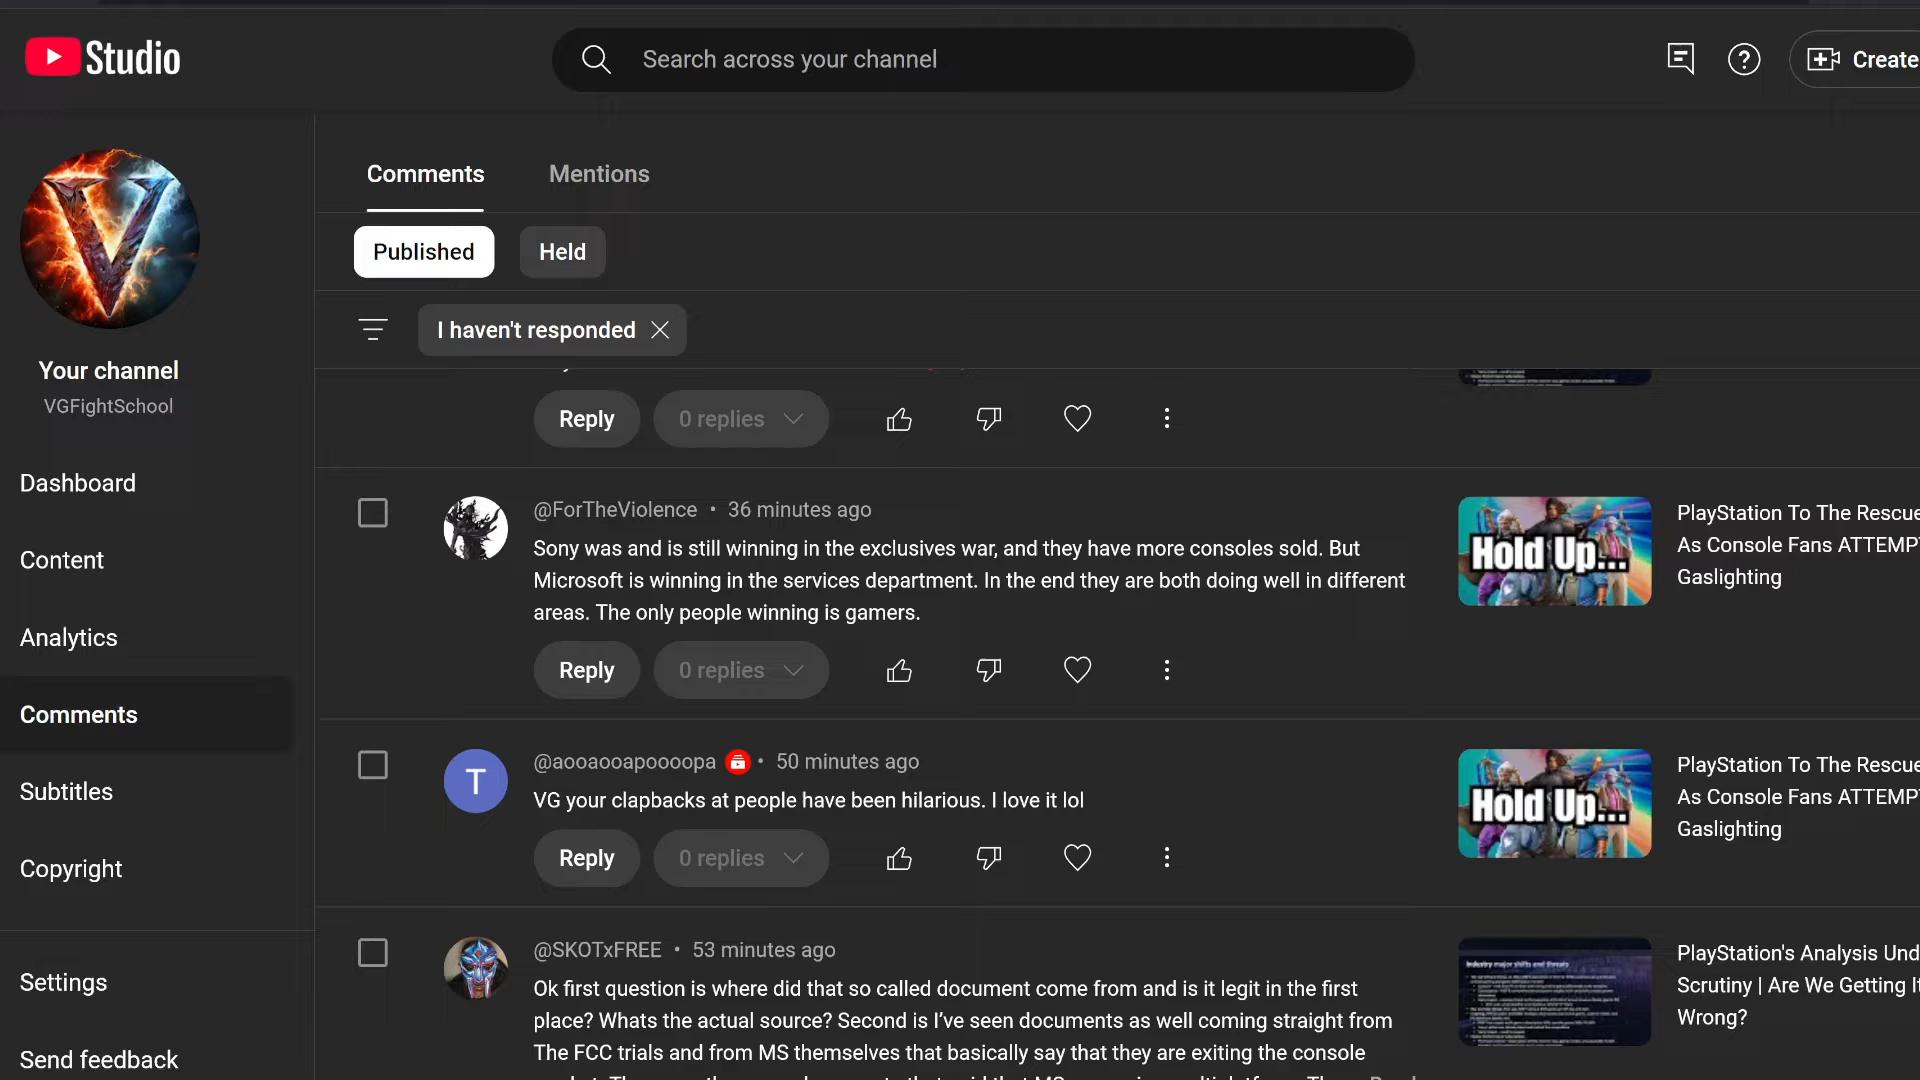 Studio
Search across your channel
Create
Your channel
VGFightSchool
Dashboard
Content
Analytics
Comments
Subtitles
Copyright
Settings
Send feedback
Comments
Mentions
Published
Held
I haven't responded
Reply
0 replies
@ForTheViolence • 36 minutes ago
Sony was and is still winning in the exclusives war, and they have more consoles sold. But
Microsoft is winning in the services department. In the end they are both doing well in different
areas. The only people winning is gamers.
Reply
0 replies
Hold Up...
PlayStation To The Rescue
As Console Fans ATTEMP
Gaslighting
@aooaooapoooopa • 50 minutes ago
VG your clapbacks at people have been hilarious. I love it lol
Reply
0 replies
T
Hold Up...
PlayStation To The Rescue
As Console Fans ATTEMP
Gaslighting
@SKOTxFREE • 53 minutes ago
Ok first question is where did that so called document come from and is it legit in the first
place? Whats the actual source? Second is I've seen documents as well coming straight from
The FCC trials and from MS themselves that basically say that they are exiting the console
Industry major shifts and threats
PlayStation's Analysis Und
Scrutiny | Are We Getting It
Wrong?